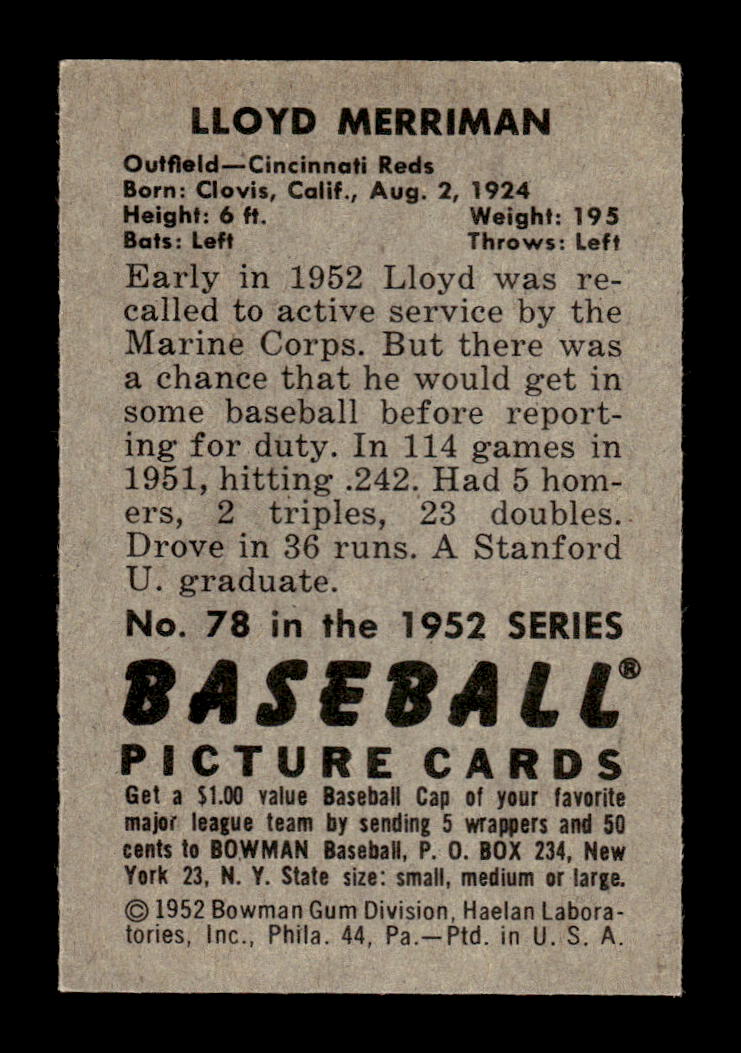 LLOYD MERRIMAN
Outfield—Cincinnati Reds
Born: Clovis, Calif., Aug. 2, 1924
Height: 6 ft. Weight: 195
Bats: Left Throws: Left
Early in 1952 Lloyd was re-
called to active service by the
Marine Corps. But there was
a chance that he would get in
some baseball before report-
ing for duty. In 114 games in
1951, hitting .242. Had 5 hom-
ers, 2 triples, 23 doubles.
Drove in 36 runs. A Stanford
U. graduate.
No. 78 in the 1952 SERIES
BASEBALL®
PICTURE CARDS
Get a $1.00 value Baseball Cap of your favorite
major league team by sending 5 wrappers and 50
cents to BOWMAN Baseball, P. O. BOX 234, New
York 23, N. Y. State size: small, medium or large.
© 1952 Bowman Gum Division, Haelan Labora-
tories, Inc., Phila. 44, Pa.—Ptd. in U. S. A.